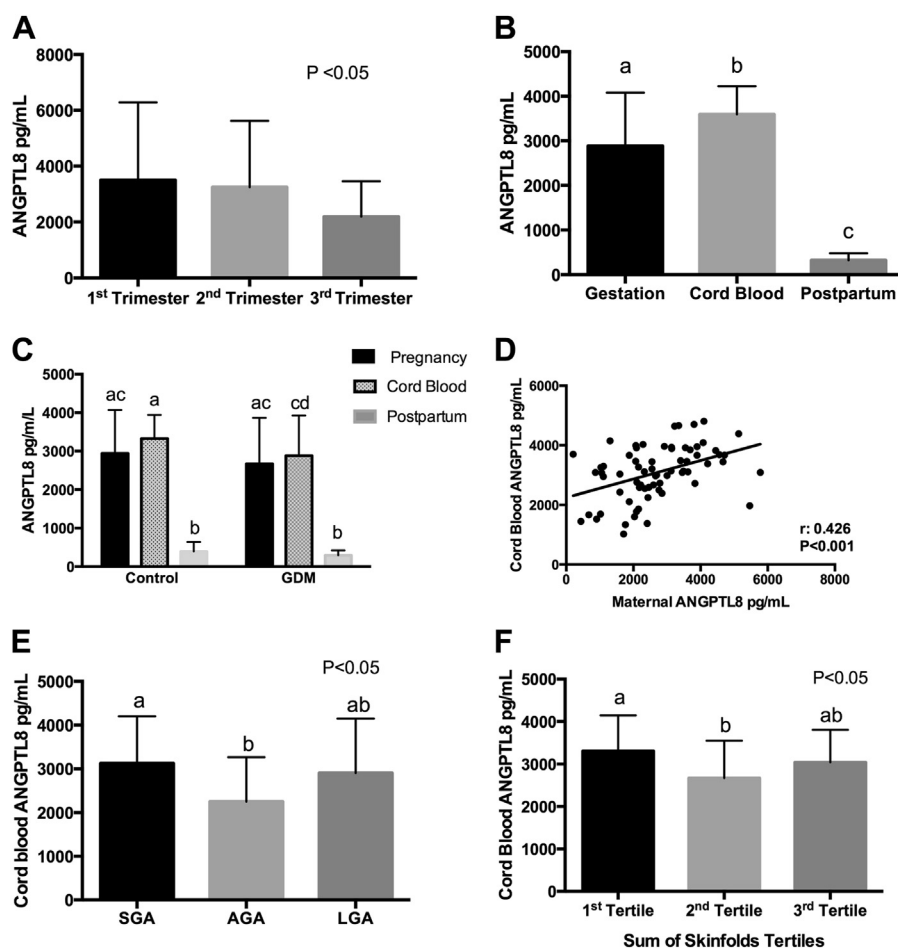 A
ANGPTL8 pg/mL
8000
6000
4000
2000
0
P <0.05
1st Trimester 2nd Trimester 3rd Trimester
B
ANGPTL8 pg/mL
5000
4000
3000
2000
1000
0
a b c
Gestation Cord Blood Postpartum
C
ANGPTL8 pg/m/L
5000
4000
3000
2000
1000
0
Pregnancy
Cord Blood
Postpartum
ac a b ac cd b
Control GDM
D
Cord Blood ANGPTL8 pg/mL
6000
4000
2000
0
r: 0.426
P<0.001
0 2000 4000 6000 8000
Maternal ANGPTL8 pg/mL
E
Cord blood ANGPTL8 pg/mL
5000
4000
3000
2000
1000
0
P<0.05
a b ab
SGA AGA LGA
F
Cord Blood ANGPTL8 pg/mL
5000
4000
3000
2000
1000
0
P<0.05
a b ab
1st Tertile 2nd Tertile 3rd Tertile
Sum of Skinfolds Tertiles